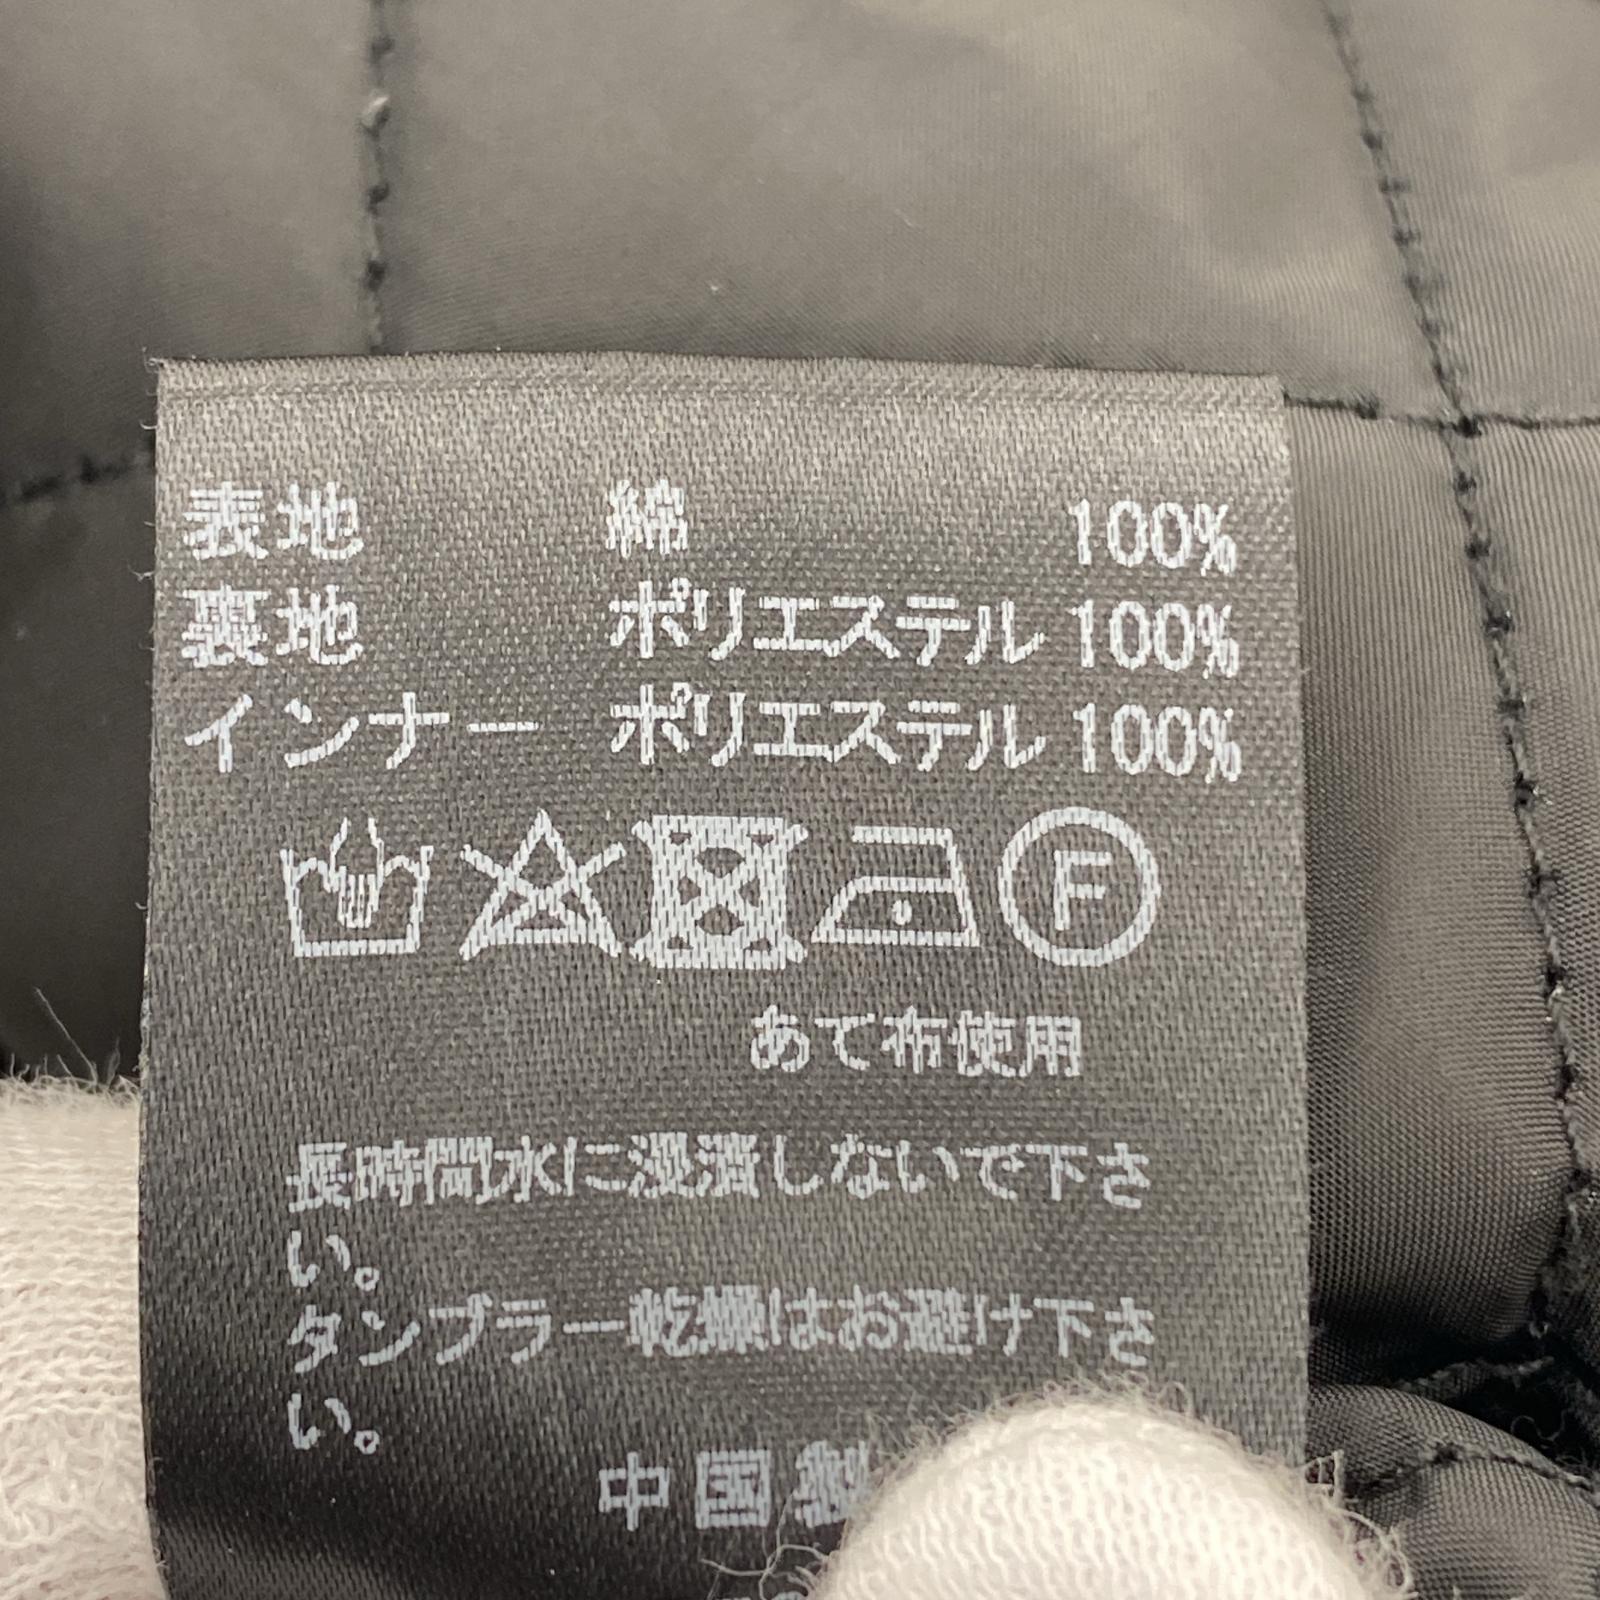 表地 綿 100%
裏地 ポリエステル 100%
インナー ポリエステル 100%
F
あて布使用
長時間水に浸漬しないで下さ
い。
タンブラー乾燥はお避け下さ
い。
中国製